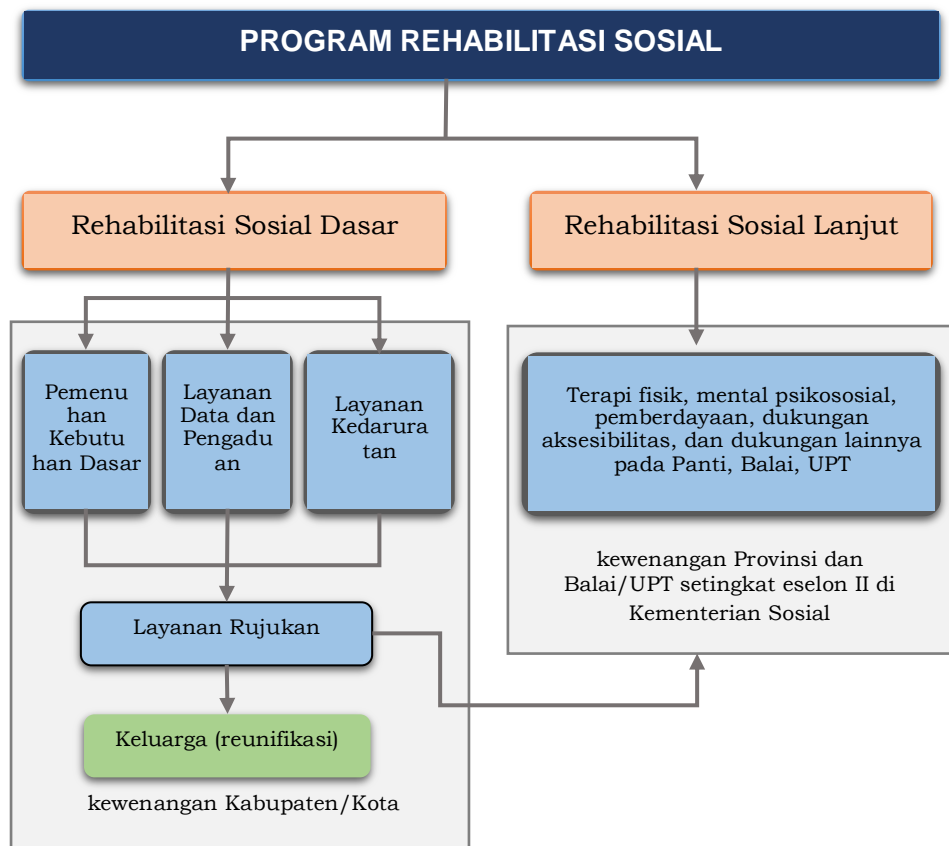 PROGRAM REHABILITASI SOSIAL
Rehabilitasi Sosial Dasar
Rehabilitasi Sosial Lanjut
Pemenu
han
Kebutu
han Dasar
Layanan
Data dan
Pengadu
an
Layanan
Kedarura
tan
Terapi fisik, mental psikososial,
pemberdayaan, dukungan
aksesibilitas, dan dukungan lainnya
pada Panti, Balai, UPT
kewenangan Provinsi dan
Balai/UPT setingkat eselon II di
Kementerian Sosial
Layanan Rujukan
Keluarga (reunifikasi)
kewenangan Kabupaten/Kota